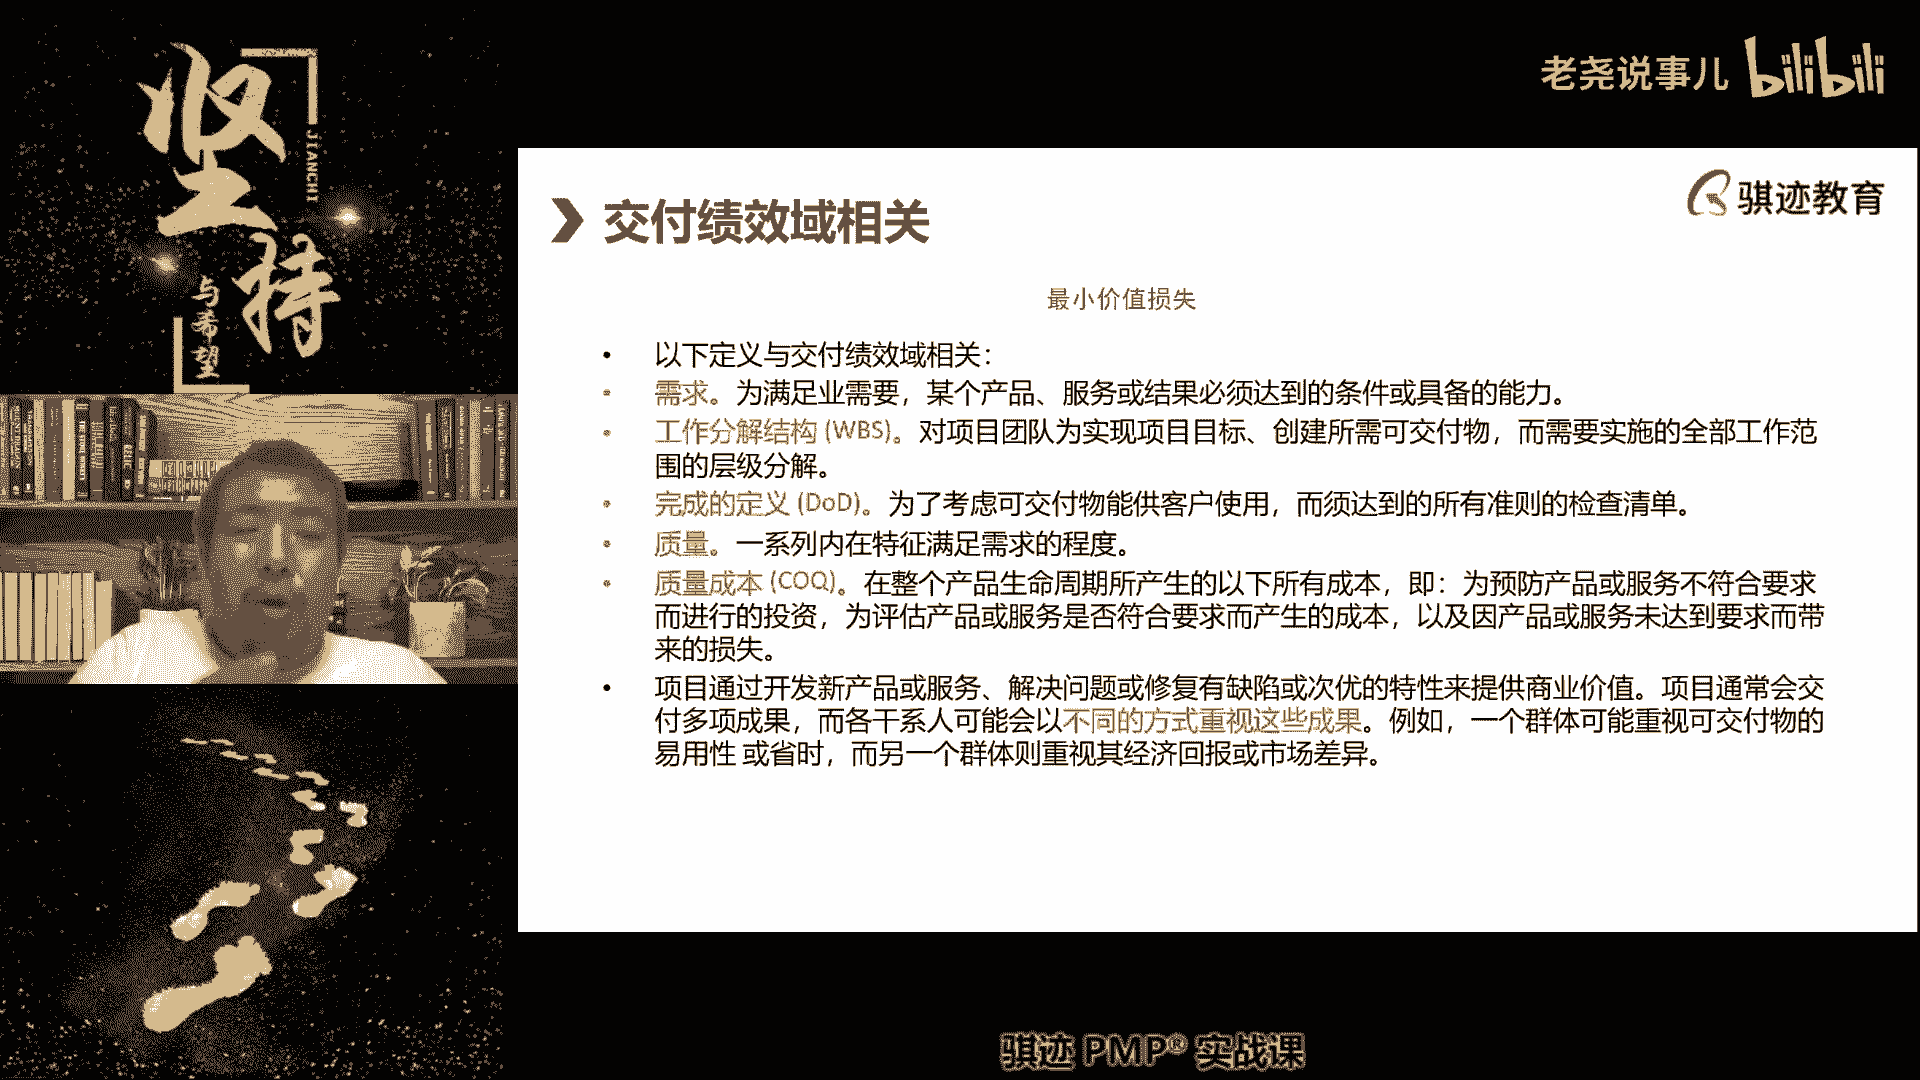 坚持
JIANCHI
与希望
老尧说事儿 bilibili
骐迹教育
交付绩效域相关
最小价值损失
• 以下定义与交付绩效域相关：
• 需求。为满足业需要，某个产品、服务或结果必须达到的条件或具备的能力。
• 工作分解结构 (WBS)。对项目团队为实现项目目标、创建所需可交付物，而需要实施的全部工作范
围的层级分解。
• 完成的定义 (DoD)。为了考虑可交付物能供客户使用，而须达到的所有准则的检查清单。
• 质量。一系列内在特征满足需求的程度。
• 质量成本 (COQ)。在整个产品生命周期所产生的以下所有成本，即：为预防产品或服务不符合要求
而进行的投资，为评估产品或服务是否符合要求而产生的成本，以及因产品或服务未达到要求而带
来的损失。
• 项目通过开发新产品或服务、解决问题或修复有缺陷或次优的特性来提供商业价值。项目通常会交
付多项成果，而各干系人可能会以不同的方式重视这些成果。例如，一个群体可能重视可交付物的
易用性 或省时，而另一个群体则重视其经济回报或市场差异。
骐迹 PMP® 实战课